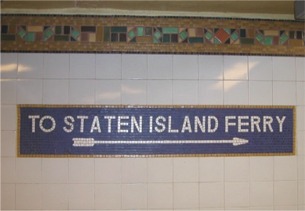 TO STATEN ISLAND FERRY